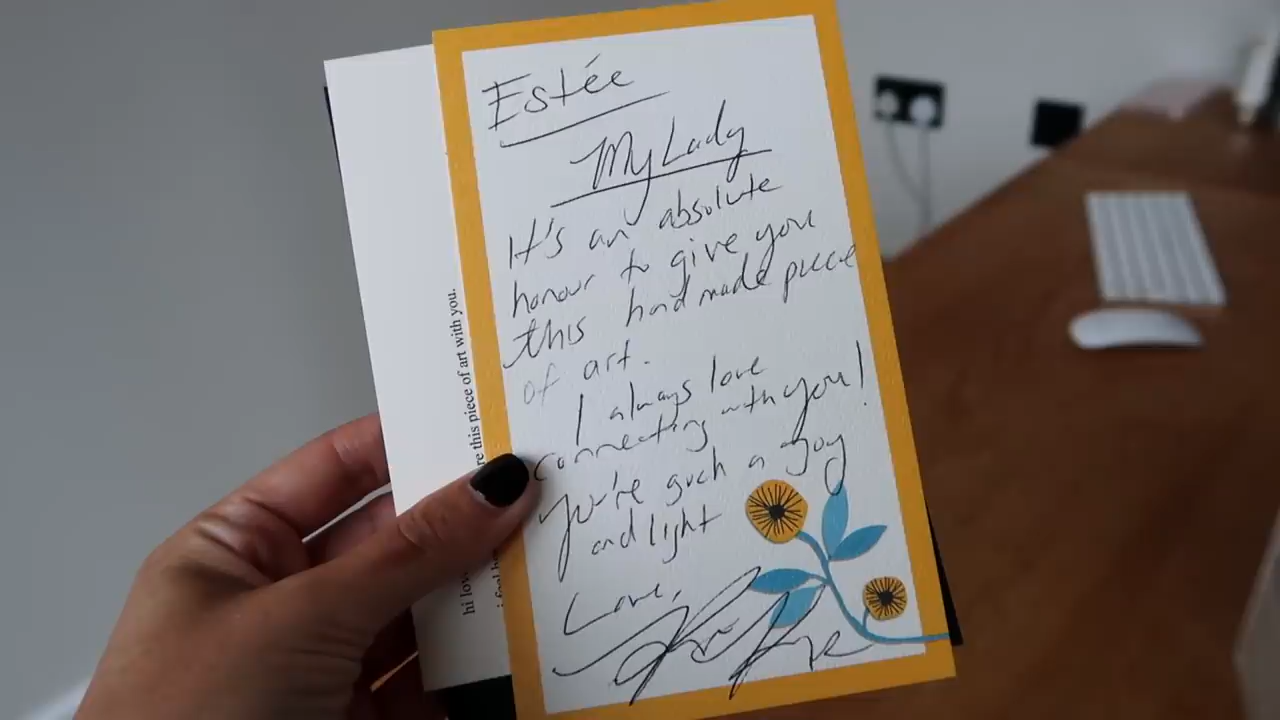 Estée
My Lady
It's an absolute
honour to give you
this hand made piece
of art.
I always love
connecting with you!
You're such a joy
and light
Love,
hi lov
re this piece of art with you.